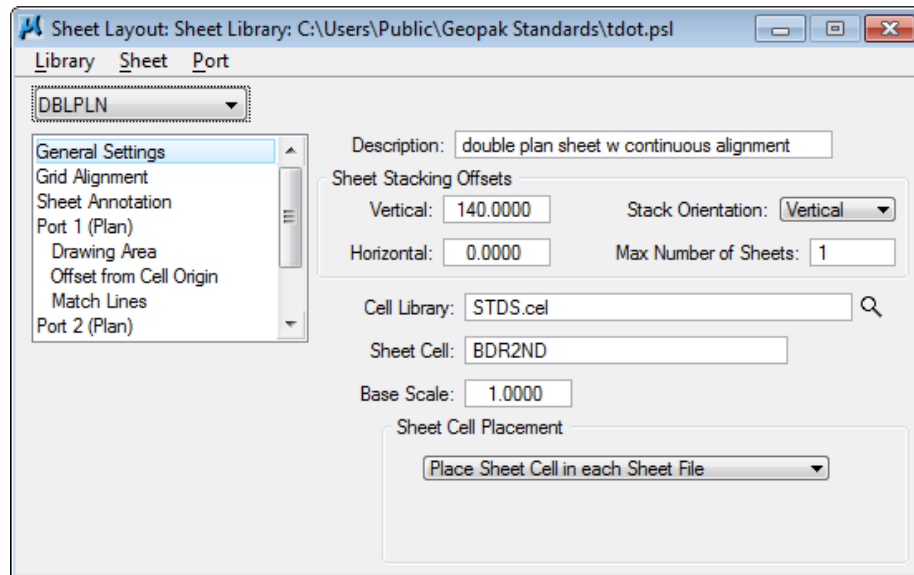 Sheet Layout: Sheet Library: C:\Users\Public\Geopak Standards\tdot.psl
Library Sheet Port
DBLPLN
General Settings
Grid Alignment
Sheet Annotation
Port 1 (Plan)
Drawing Area
Offset from Cell Origin
Match Lines
Port 2 (Plan)
Description: double plan sheet w continuous alignment
Sheet Stacking Offsets
Vertical: 140.0000 Stack Orientation: Vertical
Horizontal: 0.0000 Max Number of Sheets: 1
Cell Library: STDS.cel
Sheet Cell: BDR2ND
Base Scale: 1.0000
Sheet Cell Placement
Place Sheet Cell in each Sheet File